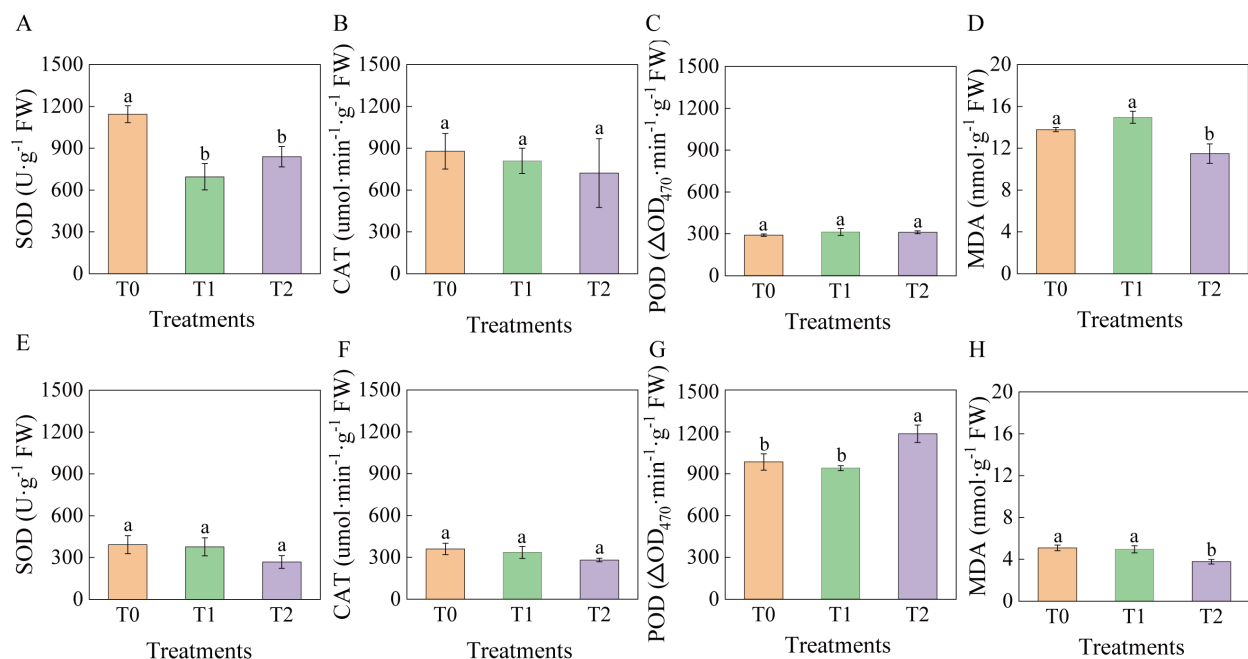 A
SOD (U·g⁻¹ FW)
1500
1200
900
600
300
0
a
b
b
T0
T1
T2
Treatments
B
CAT (umol·min⁻¹·g⁻¹ FW)
1500
1200
900
600
300
0
a
a
a
T0
T1
T2
Treatments
C
POD (△OD₄₇₀·min⁻¹·g⁻¹ FW)
1500
1200
900
600
300
0
a
a
a
T0
T1
T2
Treatments
D
MDA (nmol·g⁻¹ FW)
20
16
12
8
4
0
a
a
b
T0
T1
T2
Treatments
E
SOD (U·g⁻¹ FW)
1500
1200
900
600
300
0
a
a
a
T0
T1
T2
Treatments
F
CAT (umol·min⁻¹·g⁻¹ FW)
1500
1200
900
600
300
0
a
a
a
T0
T1
T2
Treatments
G
POD (△OD₄₇₀·min⁻¹·g⁻¹ FW)
1500
1200
900
600
300
0
b
b
a
T0
T1
T2
Treatments
H
MDA (nmol·g⁻¹ FW)
20
16
12
8
4
0
a
a
b
T0
T1
T2
Treatments